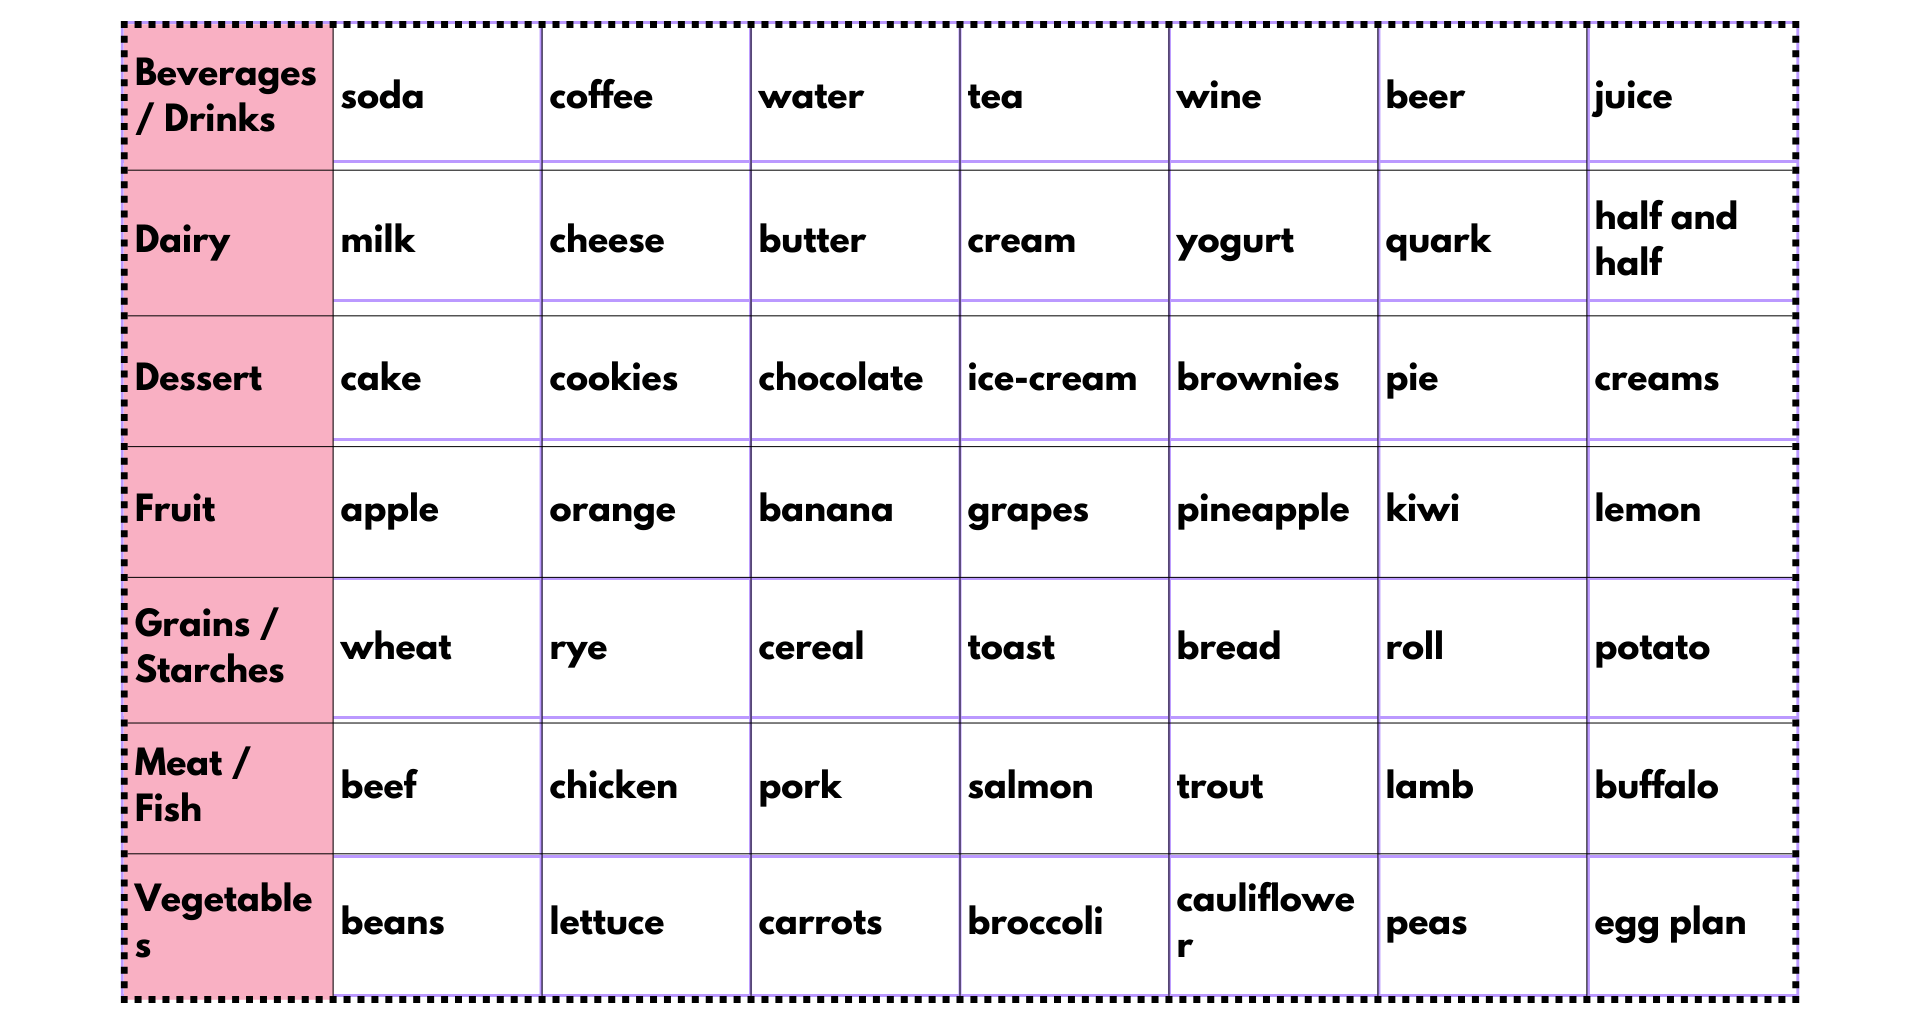 Beverages
/ Drinks
soda
coffee
water
tea
wine
beer
juice
Dairy
milk
cheese
butter
cream
yogurt
quark
half and
half
Dessert
cake
cookies
chocolate
ice-cream
brownies
pie
creams
Fruit
apple
orange
banana
grapes
pineapple
kiwi
lemon
Grains /
Starches
wheat
rye
cereal
toast
bread
roll
potato
Meat /
Fish
beef
chicken
pork
salmon
trout
lamb
buffalo
Vegetable
s
beans
lettuce
carrots
broccoli
cauliflowe
r
peas
egg plan